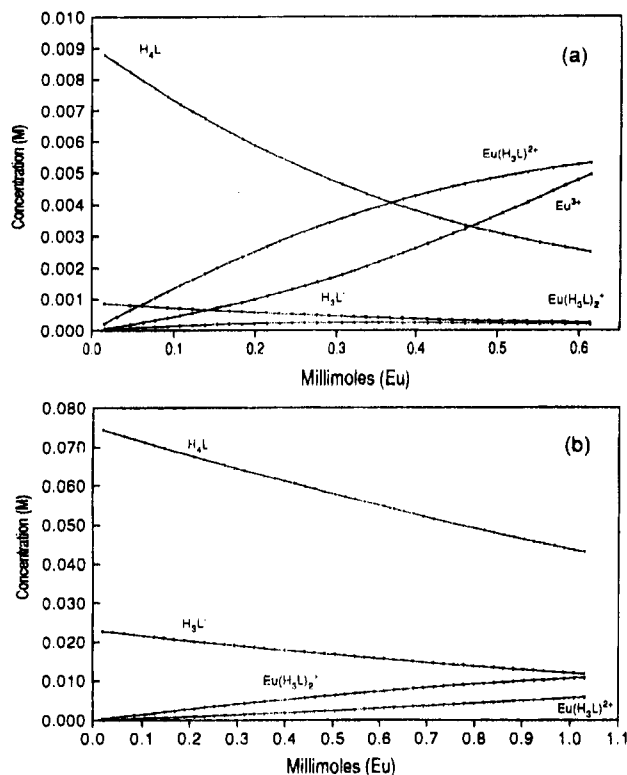 0.010
0.009
0.008
0.007
0.006
0.005
0.004
0.003
0.002
0.001
0.000
Concentration (M)
(a)
H₄L
Eu(H₃L)²⁺
Eu³⁺
H₃L⁻
Eu(H₃L)₂⁺
0.0 0.1 0.2 0.3 0.4 0.5 0.6
Millimoles (Eu)
0.080
0.070
0.060
0.050
0.040
0.030
0.020
0.010
0.000
Concentration (M)
(b)
H₄L
H₃L⁻
Eu(H₃L)₂⁺
Eu(H₃L)²⁺
0.0 0.1 0.2 0.3 0.4 0.5 0.6 0.7 0.8 0.9 1.0 1.1
Millimoles (Eu)